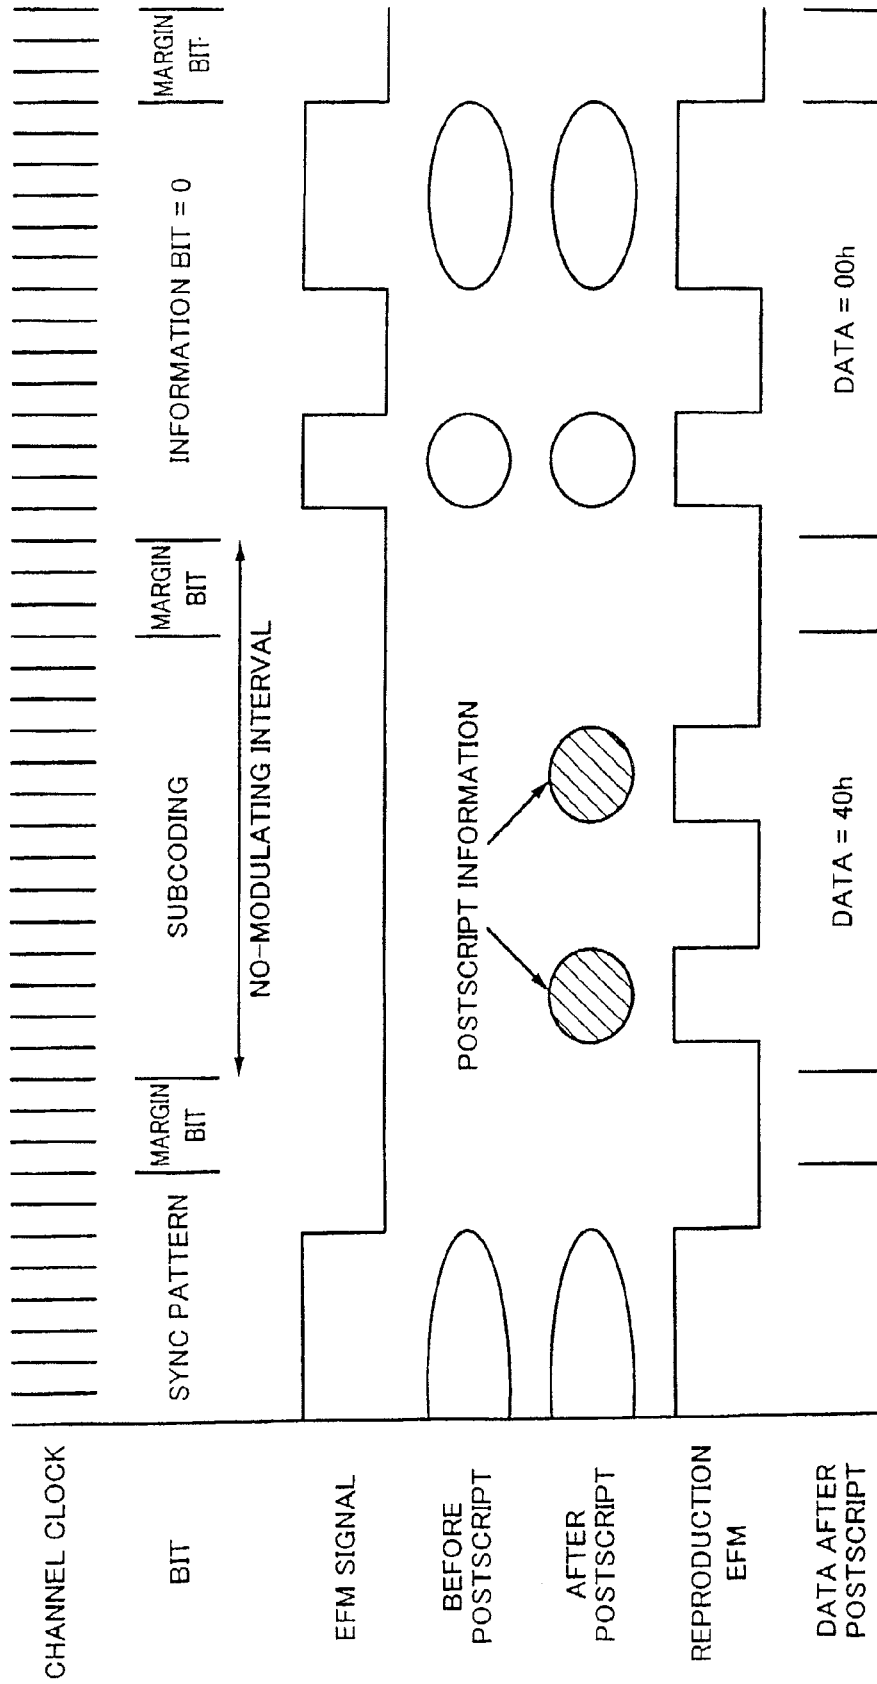 CHANNEL CLOCK
BIT
SYNC PATTERN
MARGIN
BIT
SUBCODING
MARGIN
BIT
INFORMATION BIT = 0
MARGIN
BIT
NO-MODULATING INTERVAL
EFM SIGNAL
BEFORE
POSTSCRIPT
POSTSCRIPT INFORMATION
AFTER
POSTSCRIPT
REPRODUCTION
EFM
DATA AFTER
POSTSCRIPT
DATA = 40h
DATA = 00h